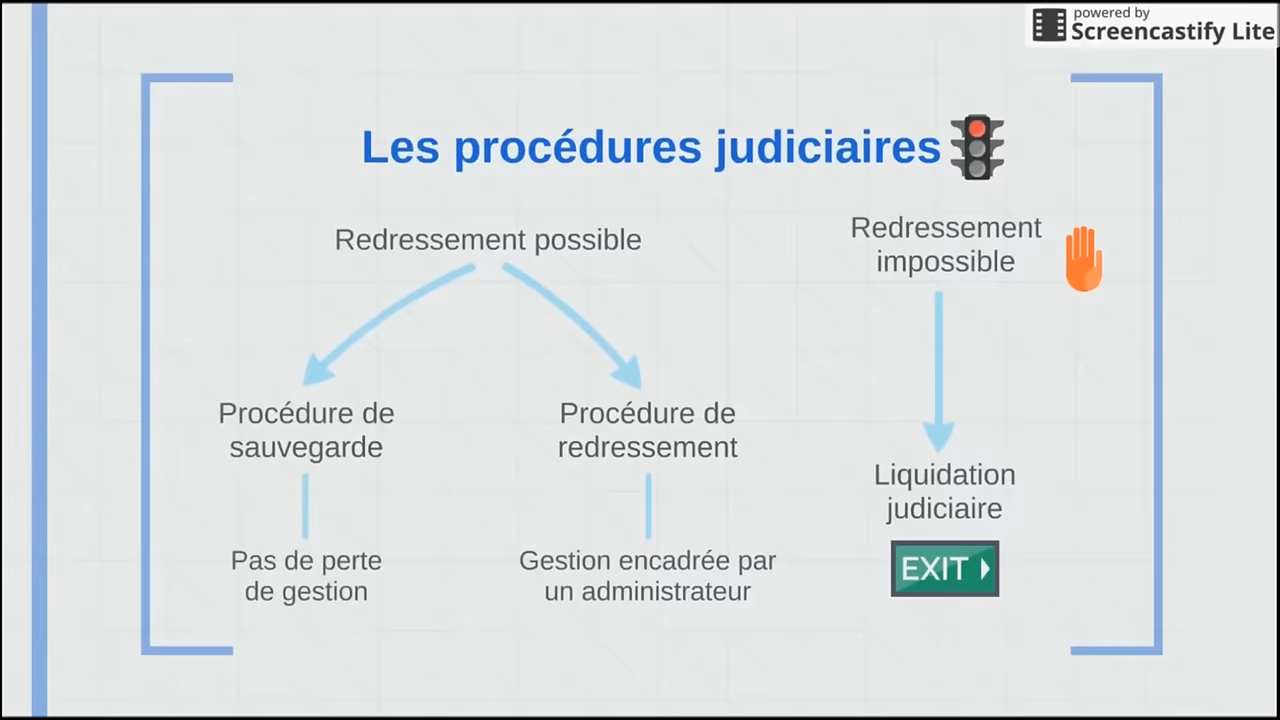 powered by
Screencastify Lite
Les procédures judiciaires
Redressement possible
Redressement
impossible
Procédure de
sauvegarde
Procédure de
redressement
Liquidation
judiciaire
Pas de perte
de gestion
Gestion encadrée par
un administrateur
EXIT